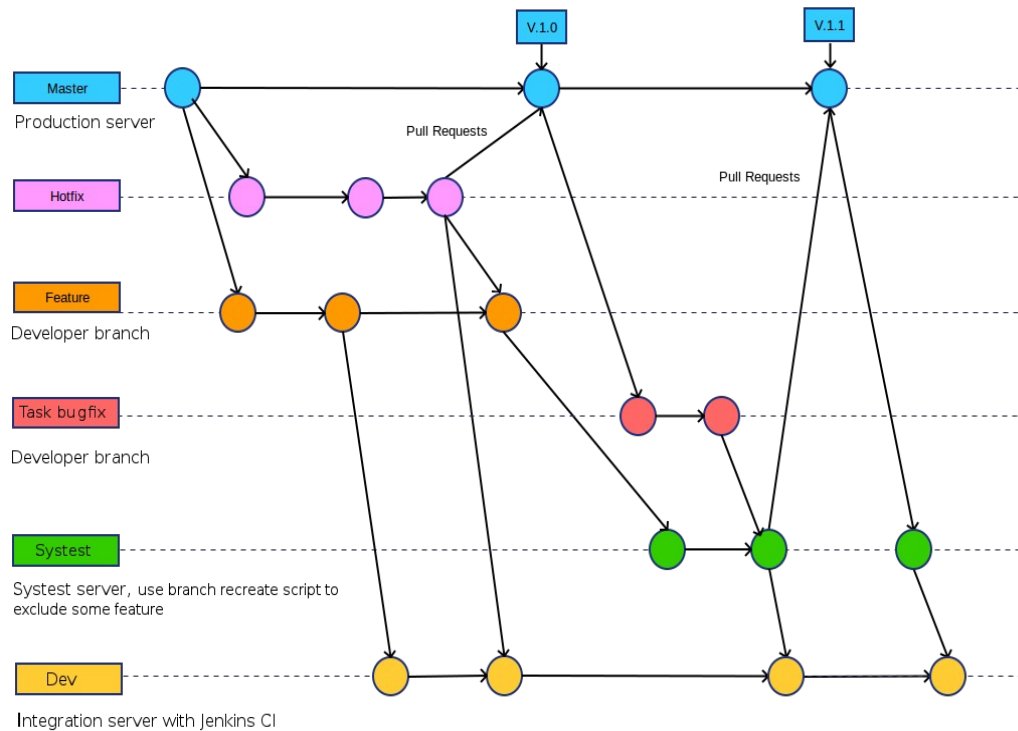 V.1.0
V.1.1
Master
Production server
Pull Requests
Pull Requests
Hotfix
Feature
Developer branch
Task bugfix
Developer branch
Systest
Systest server, use branch recreate script to
exclude some feature
Dev
Integration server with Jenkins CI